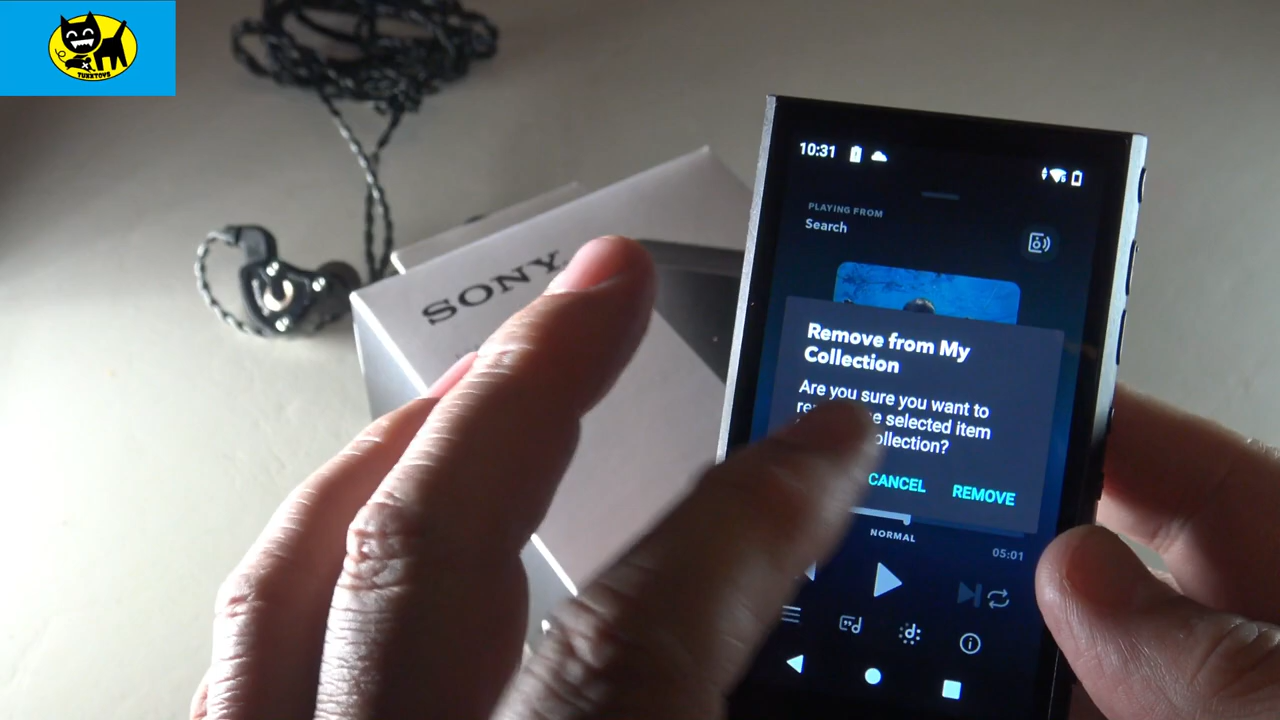 TURKTOYS
SONY
10:31
PLAYING FROM
Search
Remove from My
Collection
Are you sure you want to
selected item
collection?
CANCEL REMOVE
NORMAL
05:01